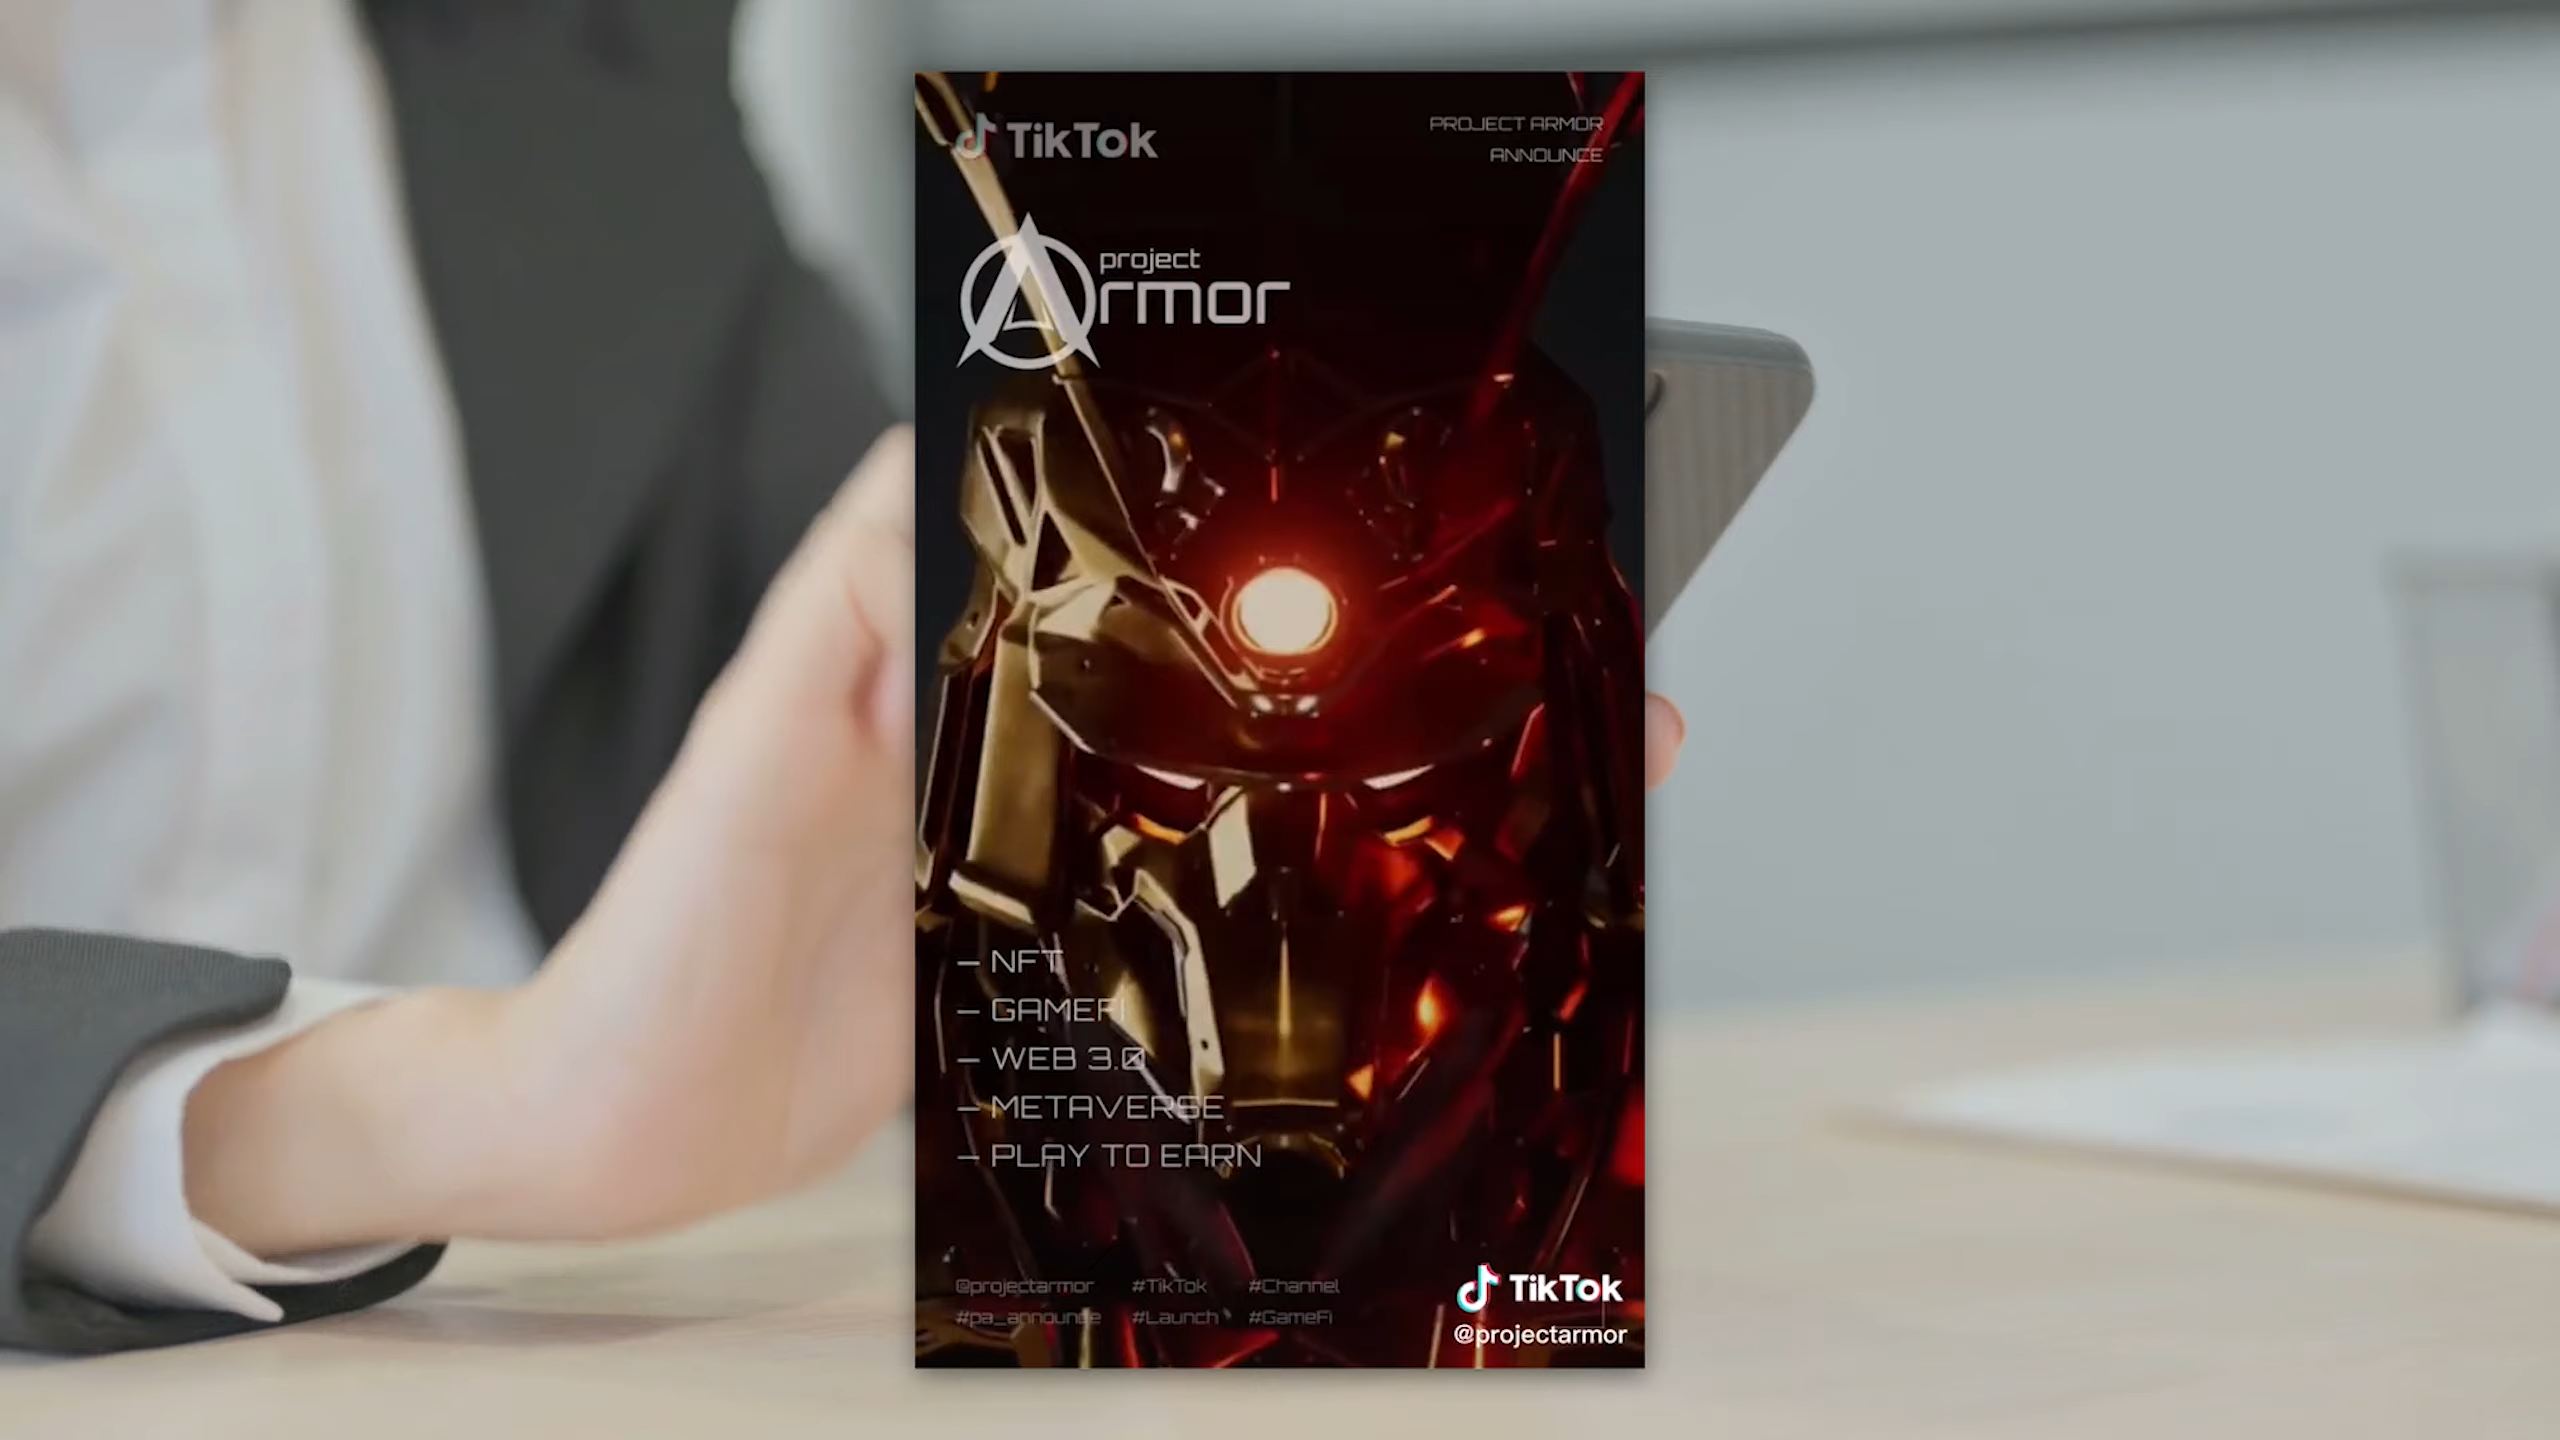 TikTok
PROJECT ARMOR
ANNOUNCE
project
Armor
— NFT
— GAMEFI
— WEB 3.0
— METAVERSE
— PLAY TO EARN
@projectarmor #TikTok #Channel
#pa_announce #Launch #GameFi
TikTok
@projectarmor